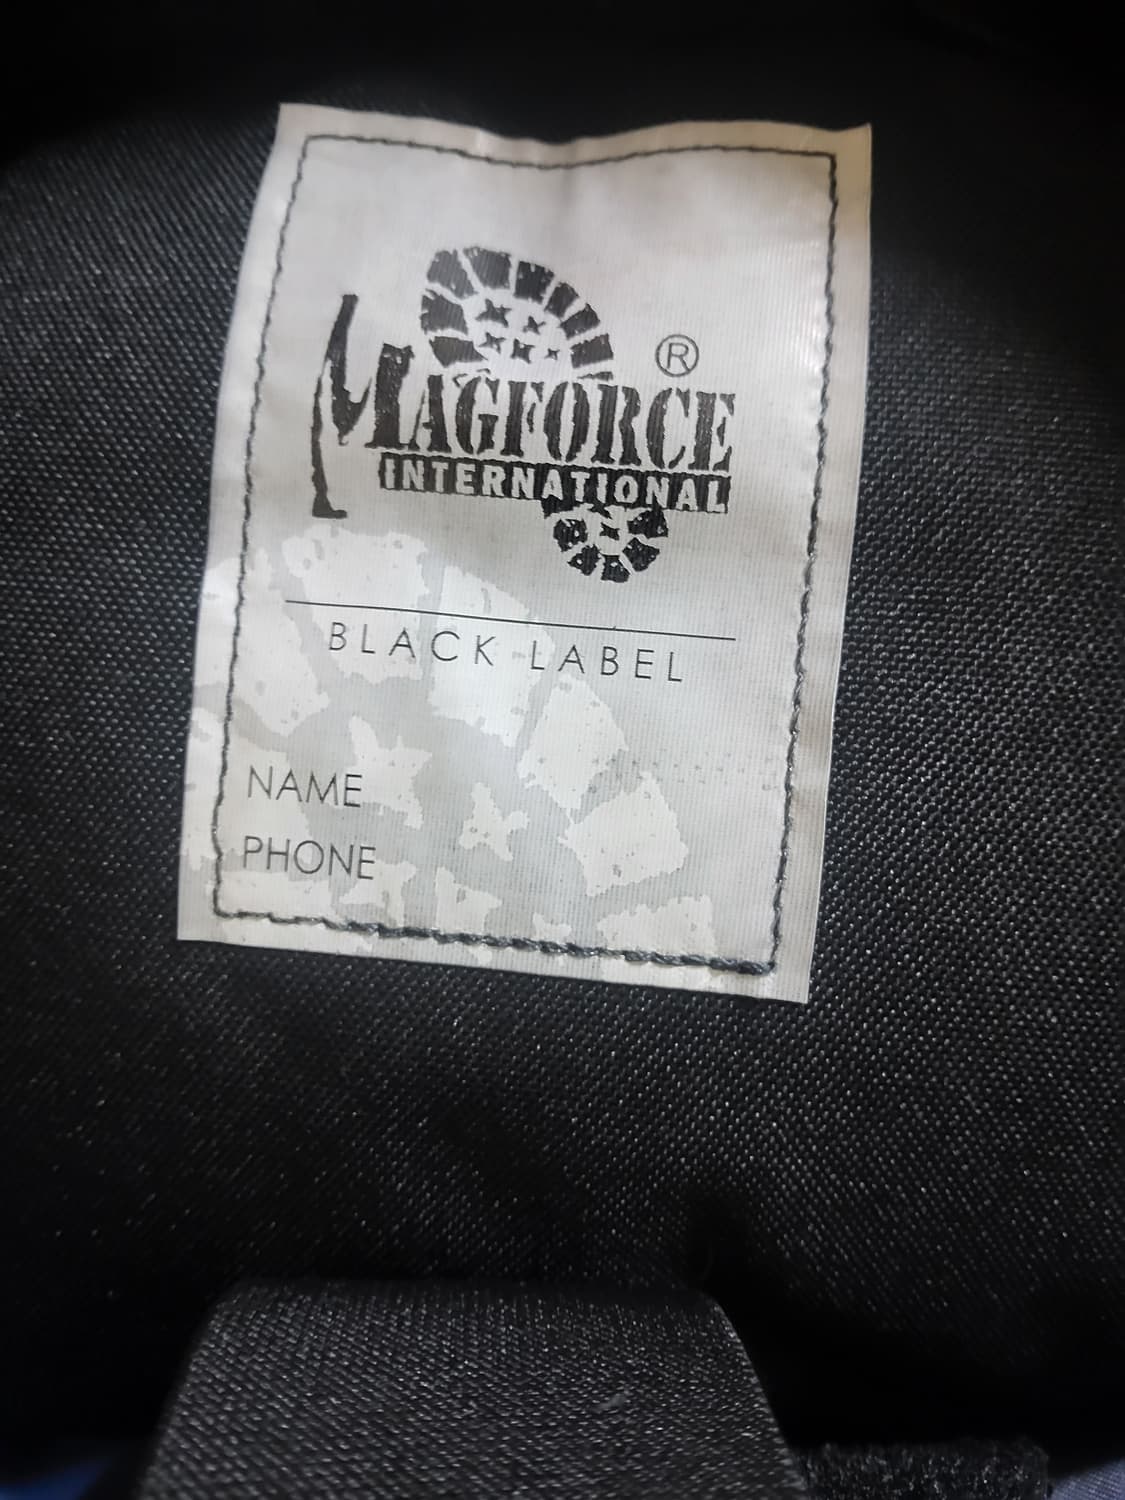 MAGFORCE ®
INTERNATIONAL
BLACK LABEL
NAME
PHONE